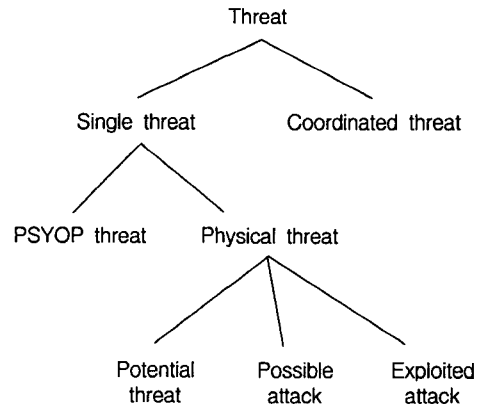 Threat
Single threat
Coordinated threat
PSYOP threat
Physical threat
Potential
threat
Possible
attack
Exploited
attack